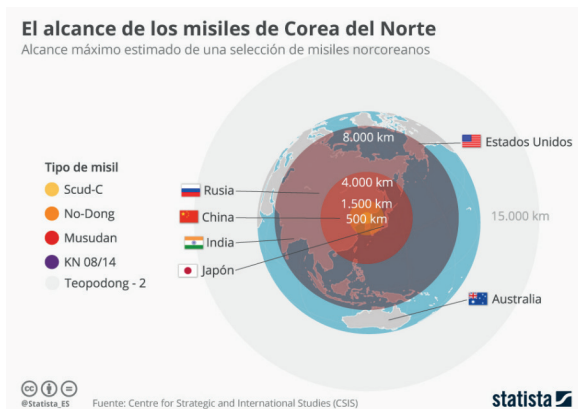 El alcance de los misiles de Corea del Norte
Alcance máximo estimado de una selección de misiles norcoreanos
Tipo de misil
Scud-C
No-Dong
Musudan
KN 08/14
Teopodong - 2
8.000 km
4.000 km
1.500 km
500 km
15.000 km
Estados Unidos
Rusia
China
India
Japón
Australia
@Statista_ES
Fuente: Centre for Strategic and International Studies (CSIS)
statista